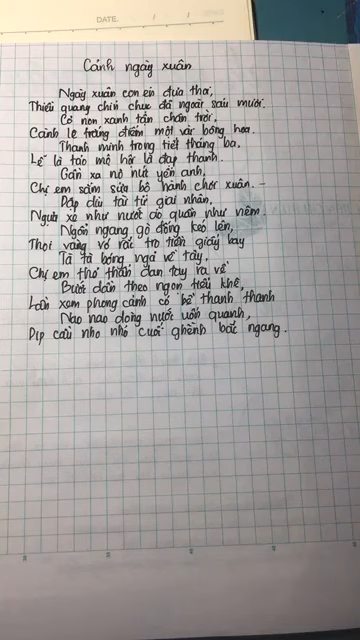 DATE. / /
Cảnh ngày xuân
Ngày xuân con én đưa thoi,
Thiều quang chín chục đã ngoài sáu mươi.
Cỏ non xanh tận chân trời,
Cành lê trắng điểm một vài bông hoa.
Thanh minh trong tiết tháng ba,
Lễ là tảo mộ hội là đạp thanh.
Gần xa nô nức yến anh,
Chị em sắm sửa bộ hành chơi xuân. -
Dập dìu tài tử giai nhân,
Ngựa xe như nước áo quần như nêm.
Ngổn ngang gò đống kéo lên,
Thoi vàng vó rắc tro tiền giấy bay
Tà tà bóng ngả về tây,
Chị em thơ thẩn dan tay ra về
Bước dần theo ngọn tiểu khê,
Lần xem phong cảnh có bề thanh thanh
Nao nao dòng nước uốn quanh,
Dịp cầu nho nhỏ cuối ghềnh bắc ngang.